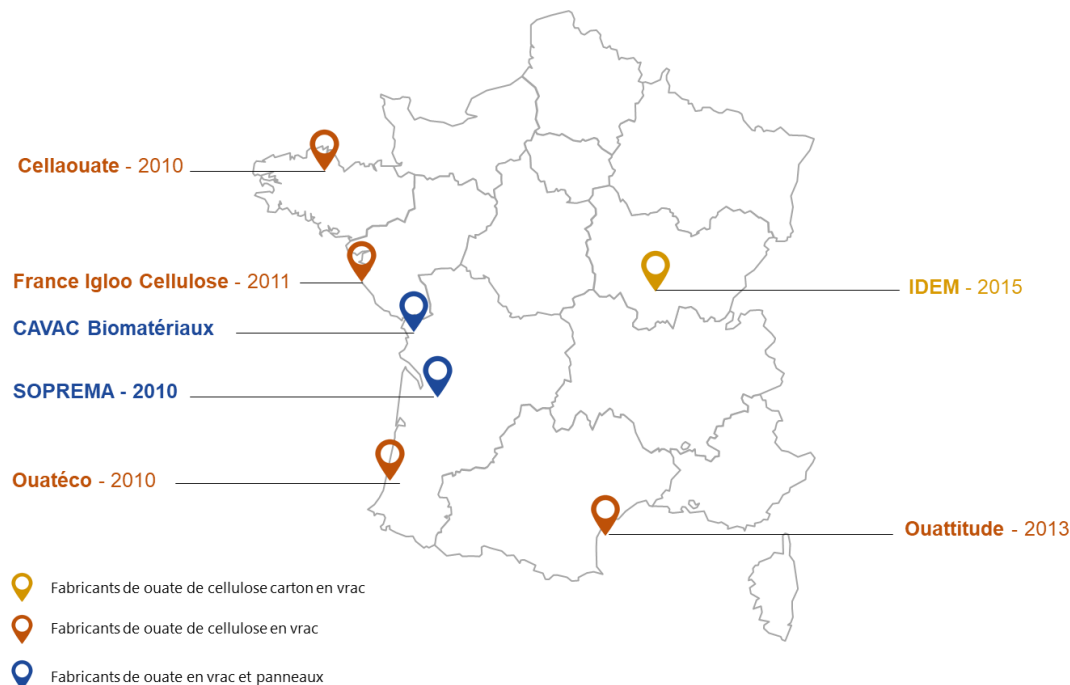 Cellaouate - 2010
France Igloo Cellulose - 2011
IDEM - 2015
CAVAC Biomatériaux
SOPREMA - 2010
Ouatéco - 2010
Ouattitude - 2013
Fabricants de ouate de cellulose carton en vrac
Fabricants de ouate de cellulose en vrac
Fabricants de ouate en vrac et panneaux